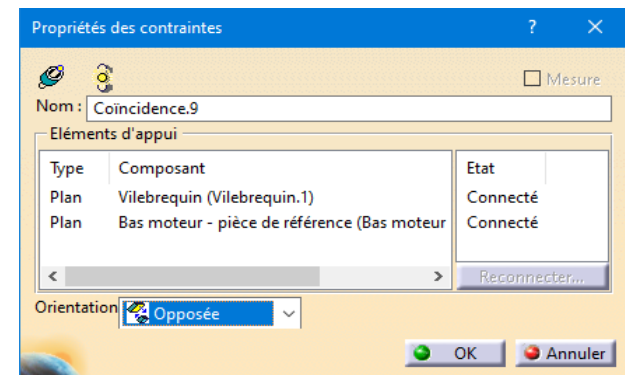 Propriétés des contraintes ? ×
Mesure
Nom : Coïncidence.9
Eléments d'appui
Type Composant Etat
Plan Vilebrequin (Vilebrequin.1) Connecté
Plan Bas moteur - pièce de référence (Bas moteur Connecté
Reconnecter...
Orientation Opposée
OK Annuler